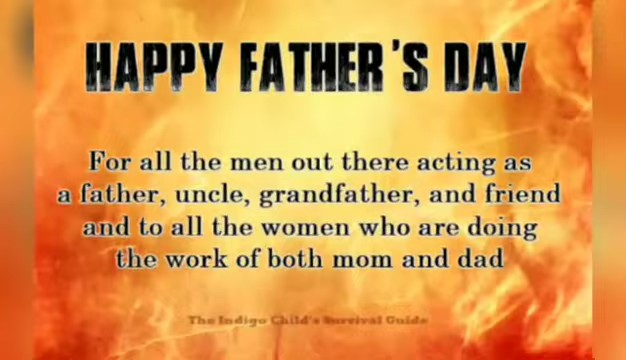 HAPPY FATHER'S DAY
For all the men out there acting as
a father, uncle, grandfather, and friend
and to all the women who are doing
the work of both mom and dad
The Indigo Child's Survival Guide